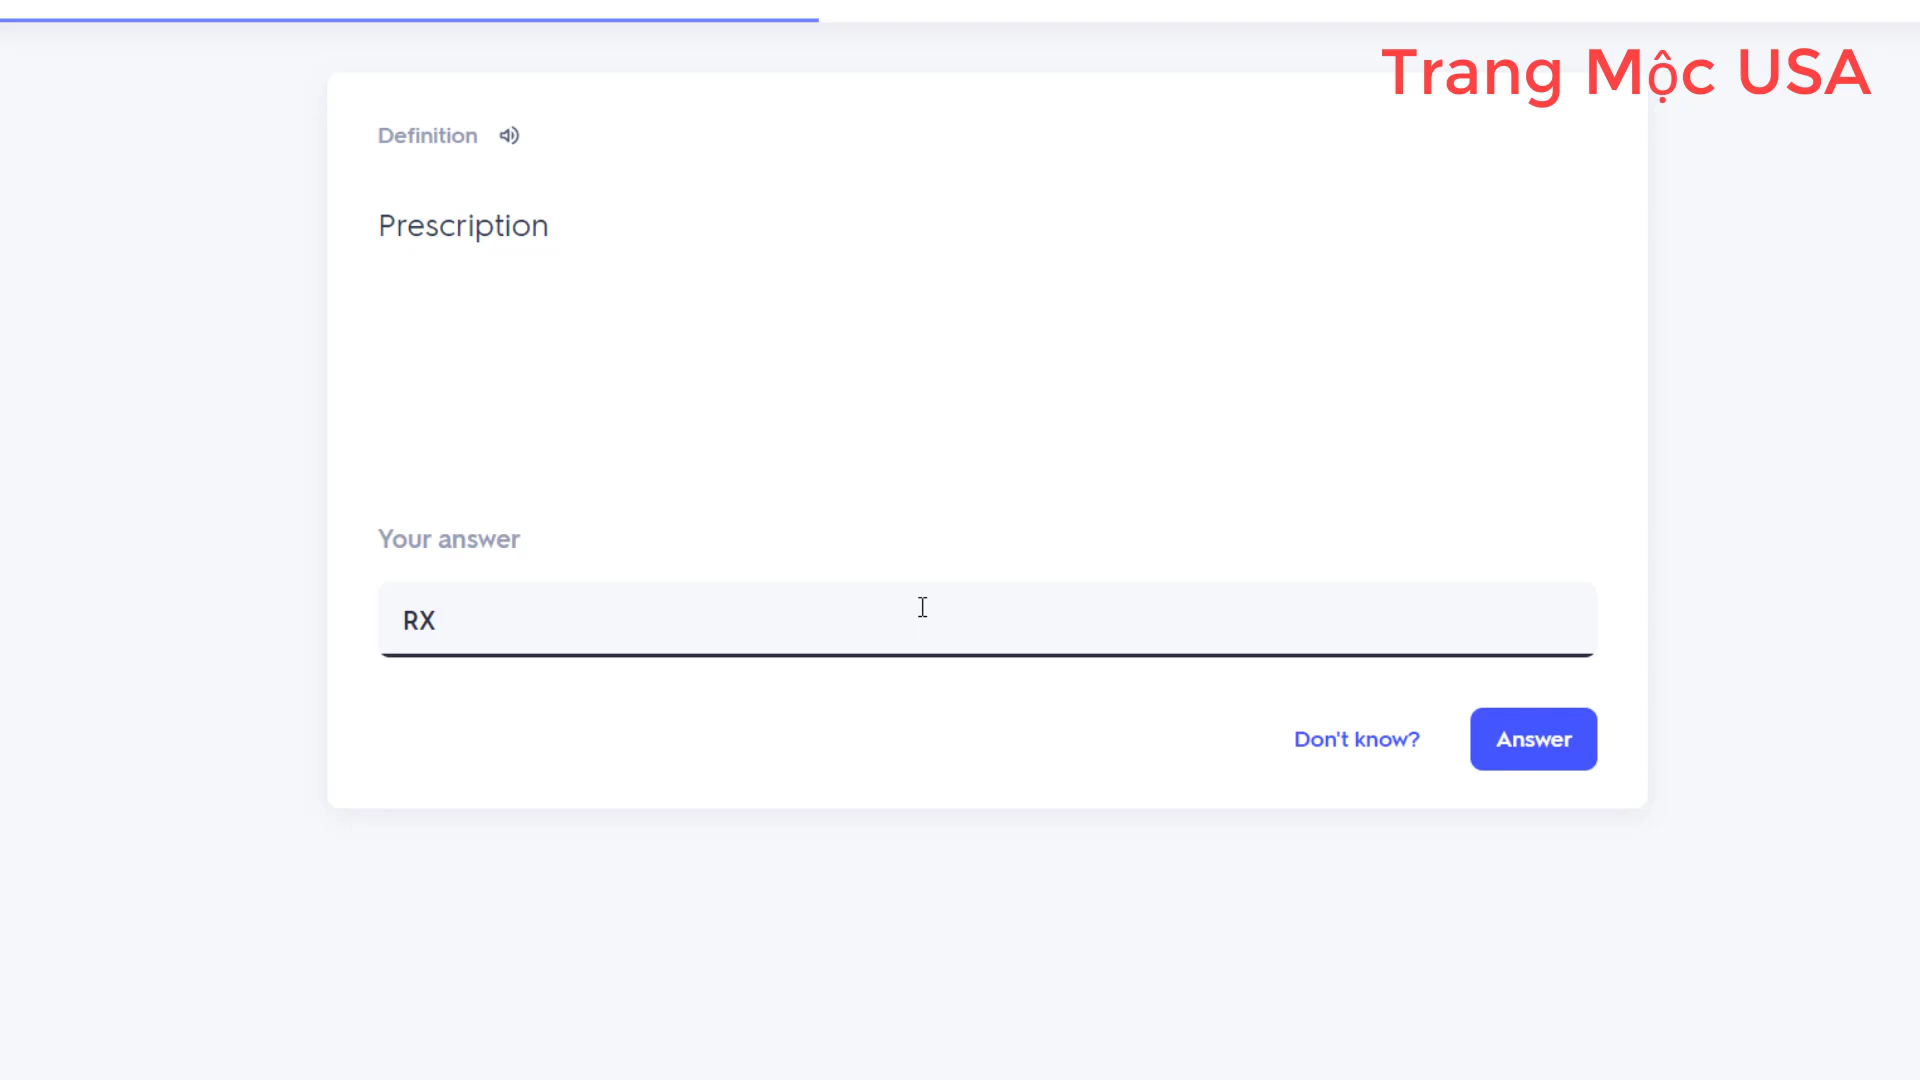 Trang Mộc USA
Definition
Prescription
Your answer
RX
Don't know?
Answer